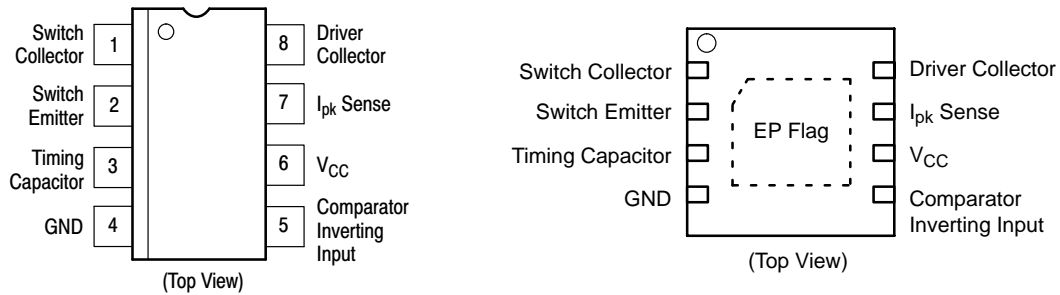 Switch
Collector
1
Switch
Emitter
2
Timing
Capacitor
3
GND
4
8
Driver
Collector
7
Ipk Sense
6
VCC
5
Comparator
Inverting
Input
(Top View)
Switch Collector
Switch Emitter
Timing Capacitor
GND
EP Flag
Driver Collector
Ipk Sense
VCC
Comparator
Inverting Input
(Top View)